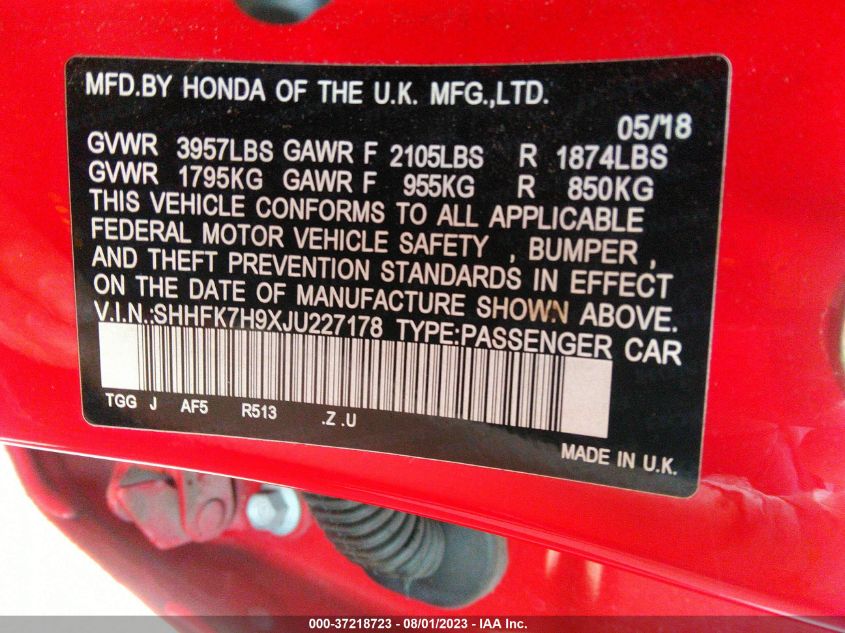 MFD.BY HONDA OF THE U.K. MFG.,LTD.
05/18
GVWR 3957LBS GAWR F 2105LBS R 1874LBS
GVWR 1795KG GAWR F 955KG R 850KG
THIS VEHICLE CONFORMS TO ALL APPLICABLE
FEDERAL MOTOR VEHICLE SAFETY , BUMPER ,
AND THEFT PREVENTION STANDARDS IN EFFECT
ON THE DATE OF MANUFACTURE SHOWN ABOVE.
V.I.N.:SHHFK7H9XJU227178 TYPE:PASSENGER CAR
TGG J AF5 R513 .Z .U
MADE IN U.K.
000-37218723 - 08/01/2023 - IAA Inc.